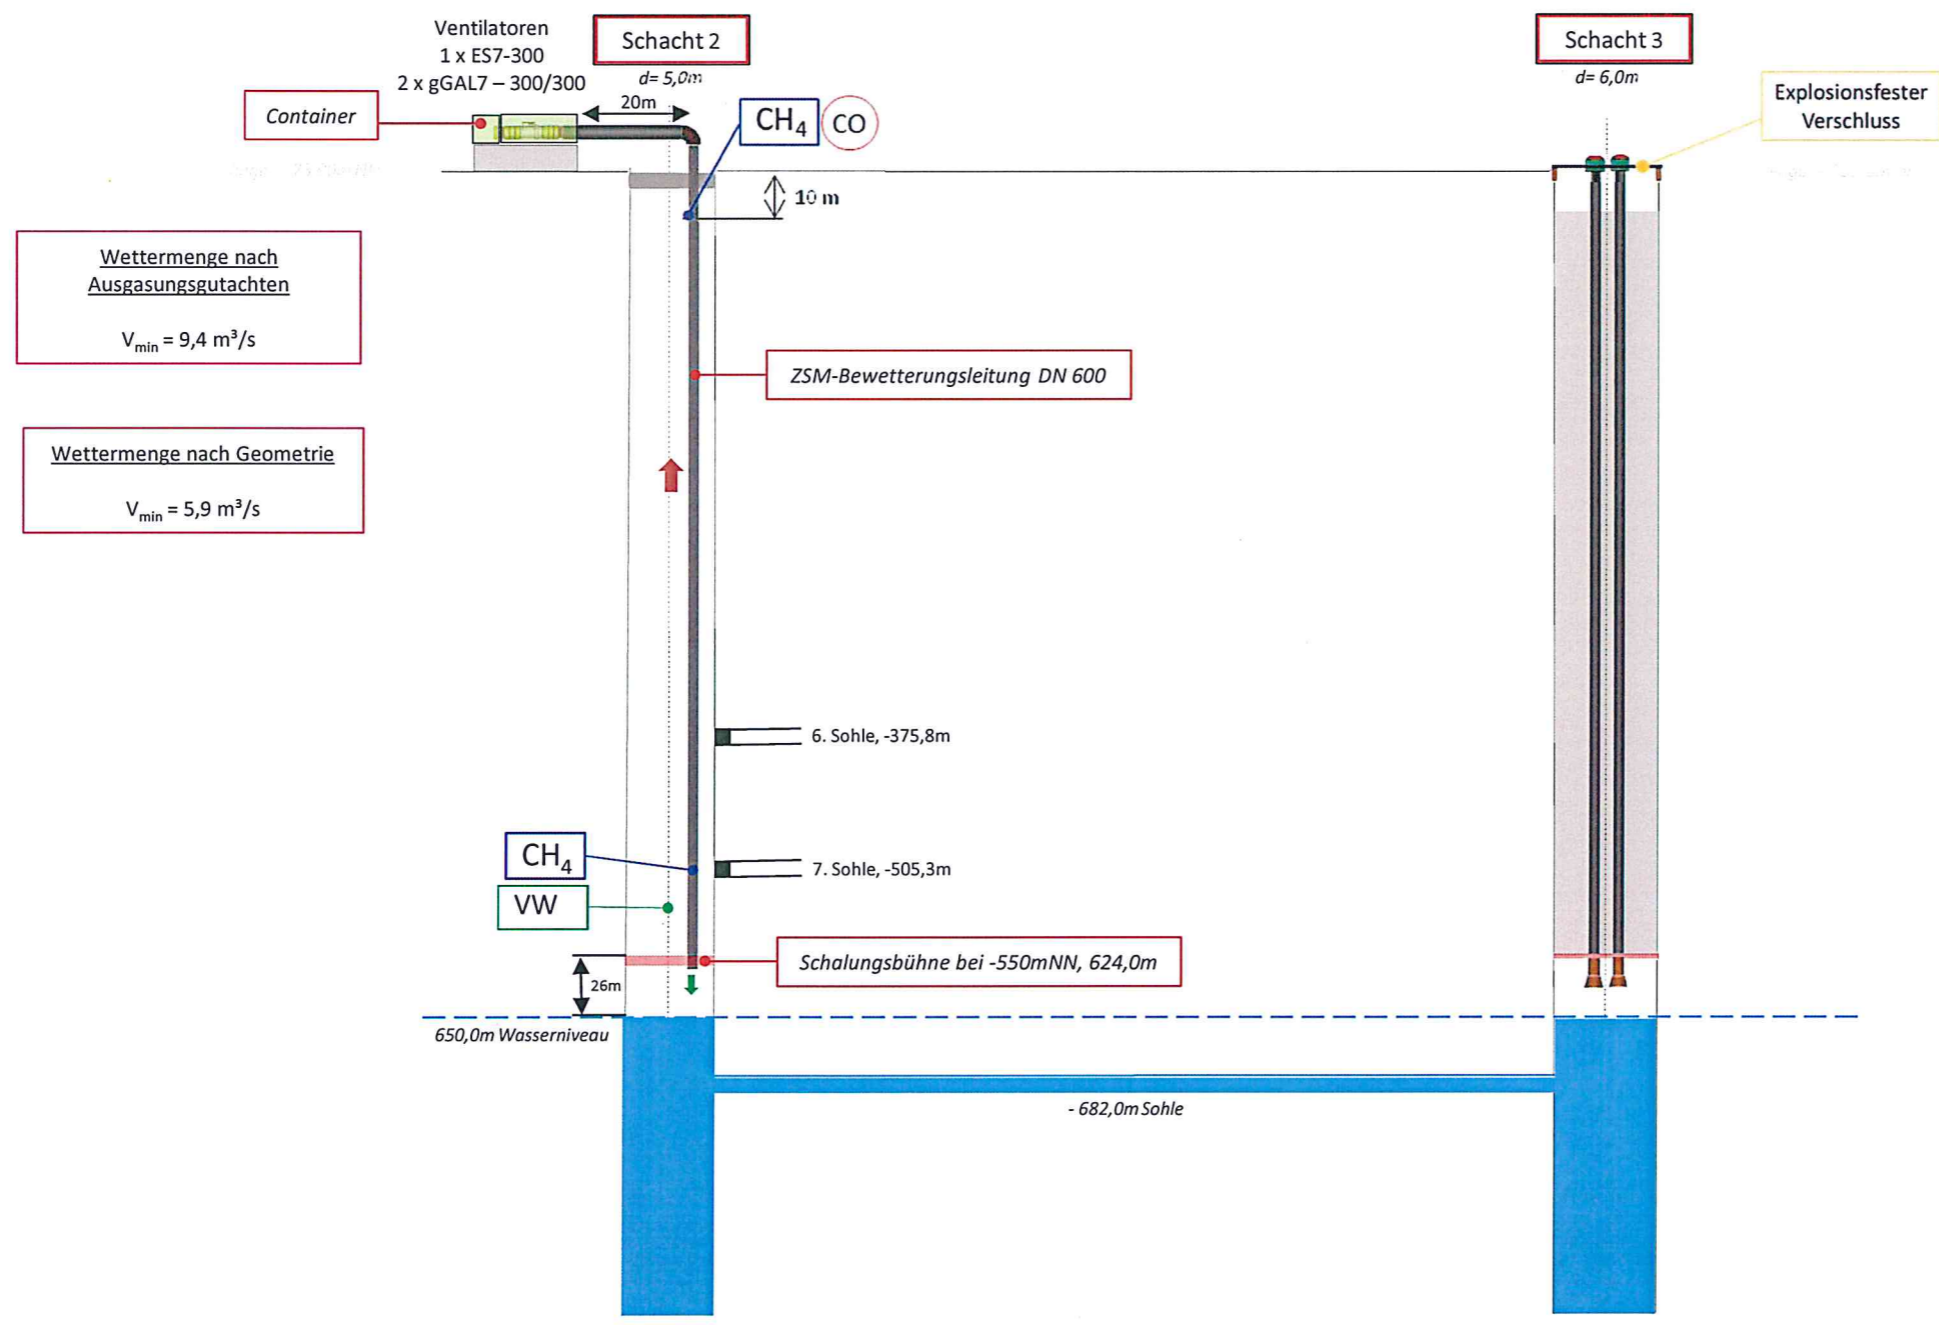 Ventilatoren
1 x ES7-300
2 x gGAL7 – 300/300
Schacht 2
d= 5,0m
Schacht 3
d= 6,0m
Explosionsfester
Verschluss
Container
20m
CH₄
CO
10 m
Wettermenge nach
Ausgasungsgutachten
Vmin = 9,4 m³/s
ZSM-Bewetterungsleitung DN 600
Wettermenge nach Geometrie
Vmin = 5,9 m³/s
6. Sohle, -375,8m
CH₄
7. Sohle, -505,3m
VW
Schalungsbühne bei -550mNN, 624,0m
26m
650,0m Wasserniveau
- 682,0m Sohle